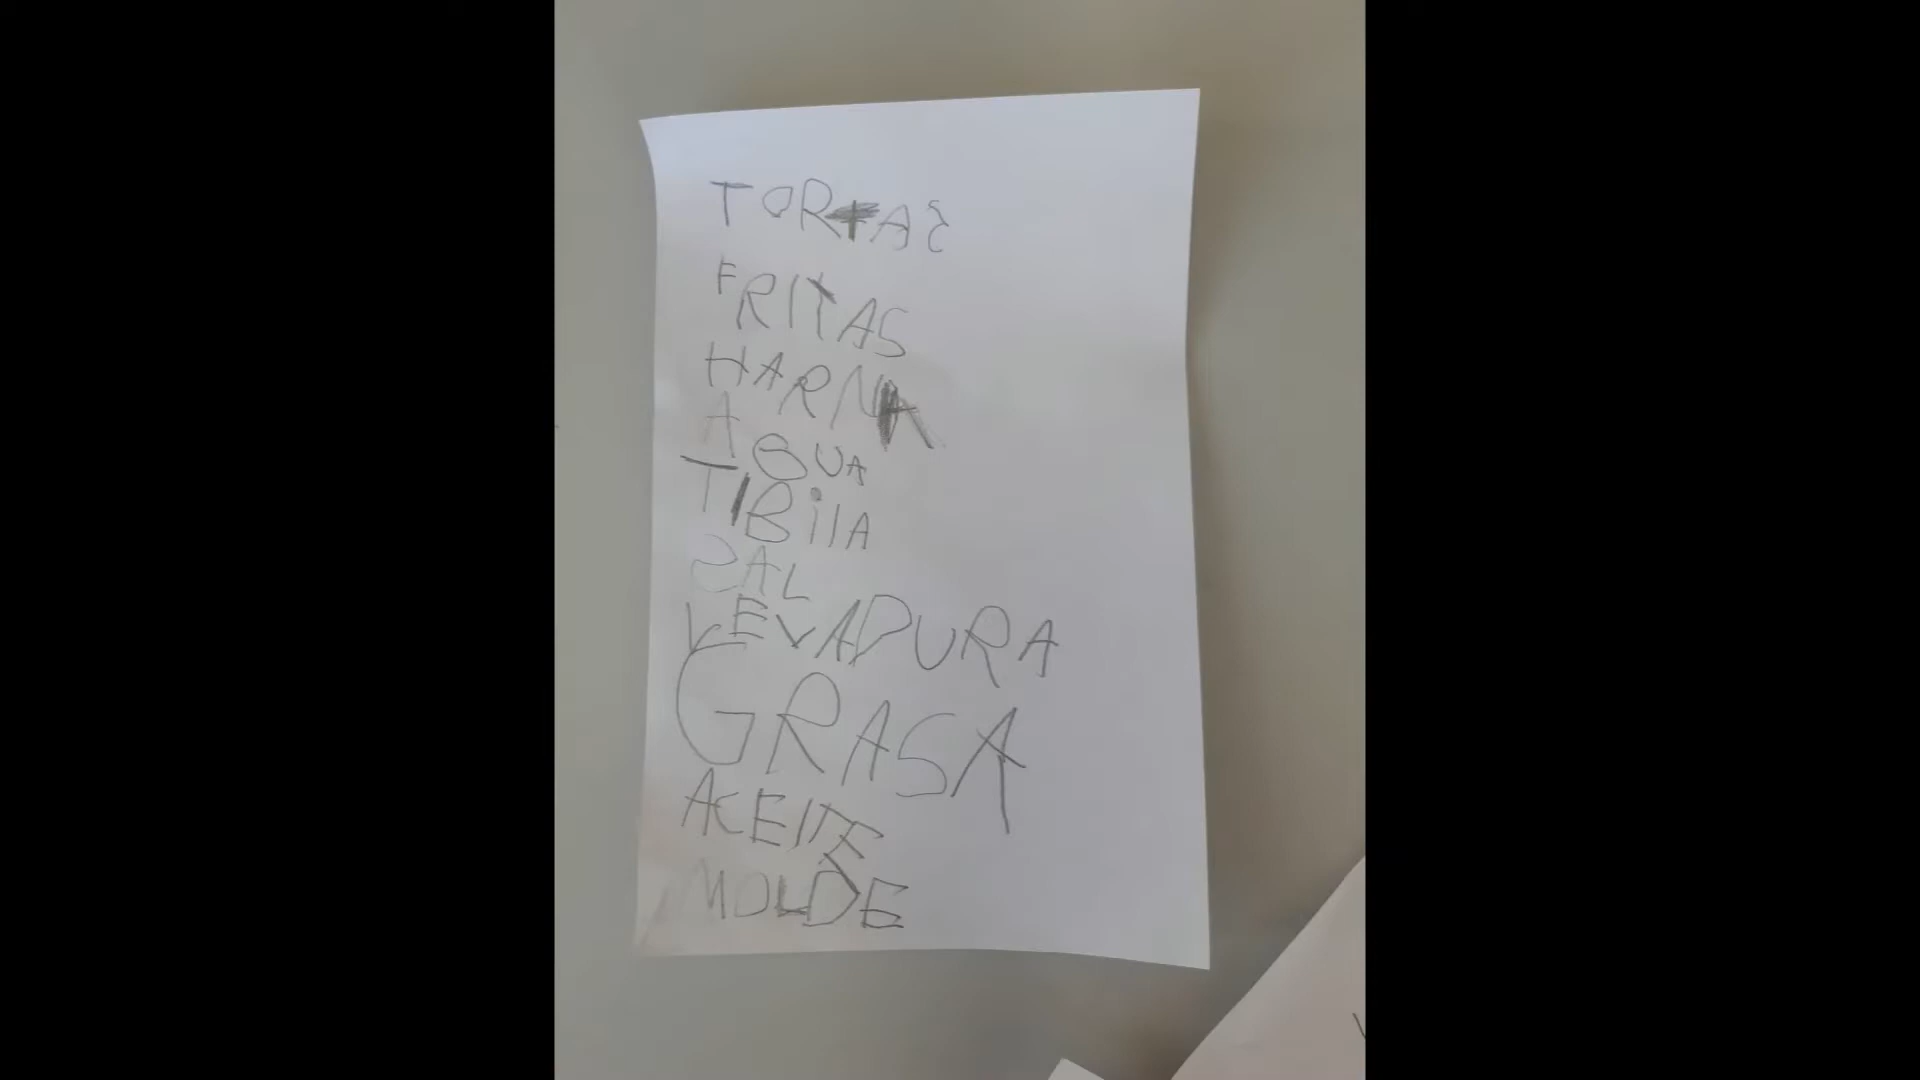 TORTAS
FRITAS
HARNA
AGUA
TIBiIA
SAL
LEVADURA
GRASA
ACEITE
MOLDE